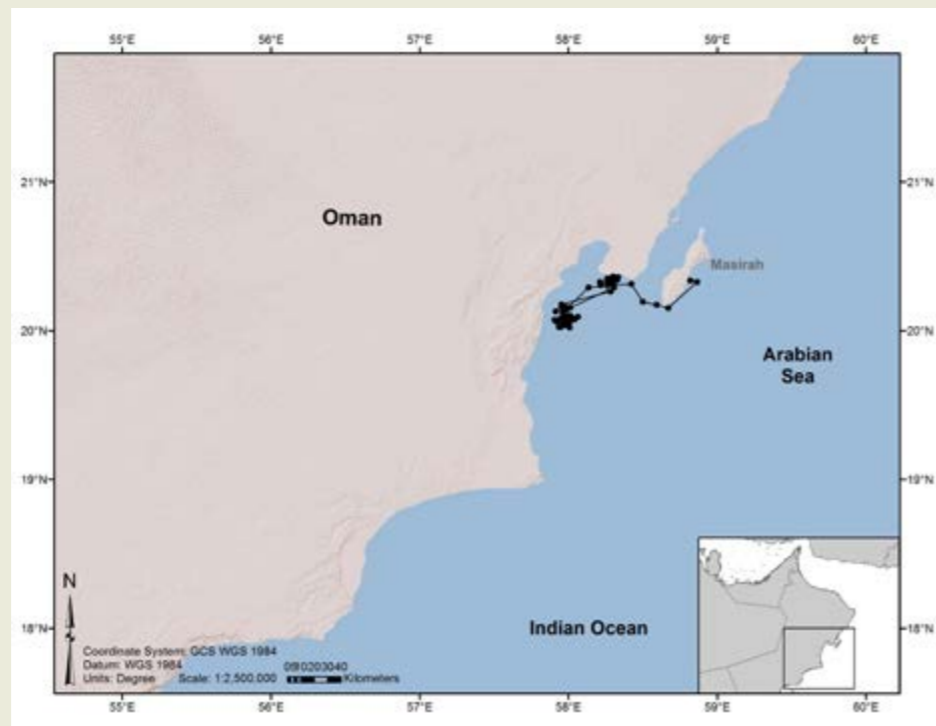 55°E 56°E 57°E 58°E 59°E 60°E
21°N 21°N
Oman
Masirah
20°N 20°N
Arabian
Sea
19°N 19°N
N
18°N 18°N
Indian Ocean
Coordinate System: GCS WGS 1984
Datum: WGS 1984
Units: Degree Scale: 1:2,500,000 Kilometers
55°E 56°E 57°E 58°E 59°E 60°E